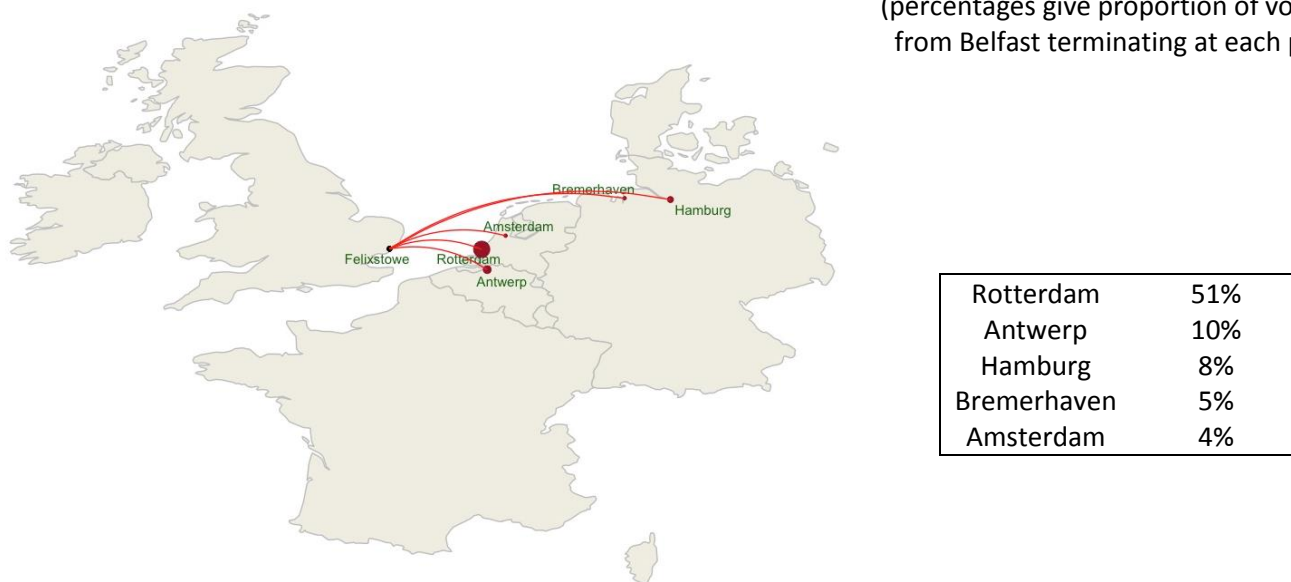 (percentages give proportion of
from Belfast terminating at each
Bremerhaven
Hamburg
Amsterdam
Felixstowe
Rotterdam
Antwerp
Rotterdam 51%
Antwerp 10%
Hamburg 8%
Bremerhaven 5%
Amsterdam 4%